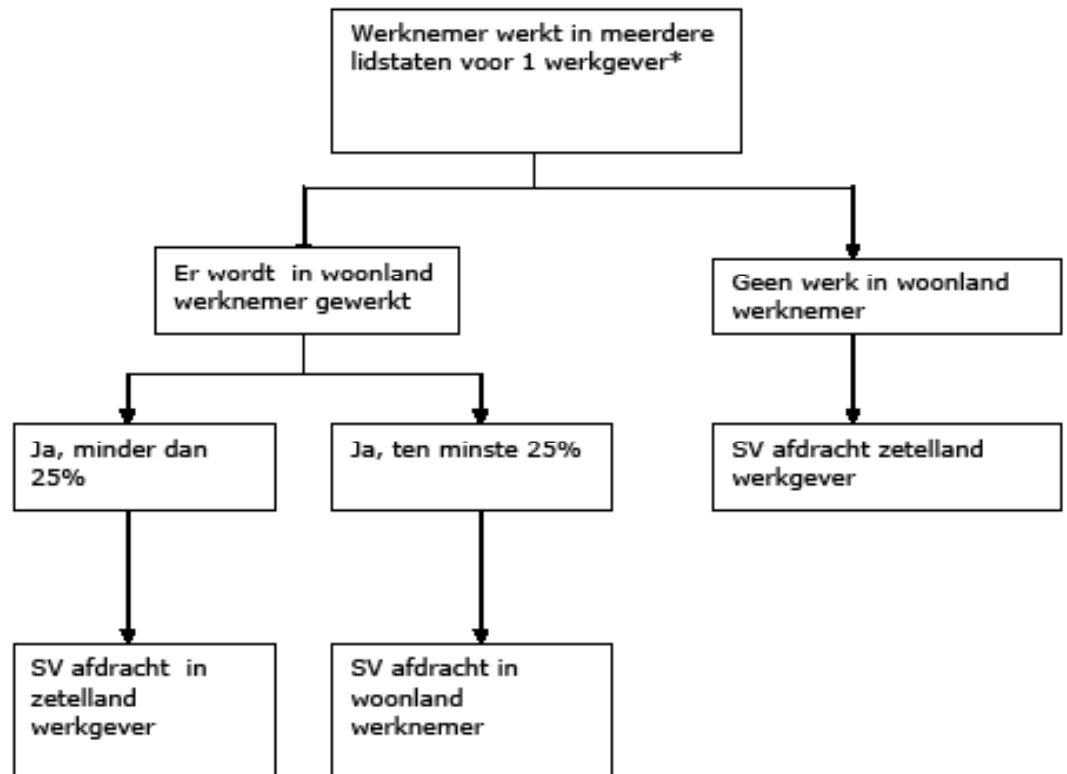 Werknemer werkt in meerdere
lidstaten voor 1 werkgever*
Er wordt in woonland
werknemer gewerkt
Geen werk in woonland
werknemer
Ja, minder dan
25%
Ja, ten minste 25%
SV afdracht zetelland
werkgever
SV afdracht in
zetelland
werkgever
SV afdracht in
woonland
werknemer